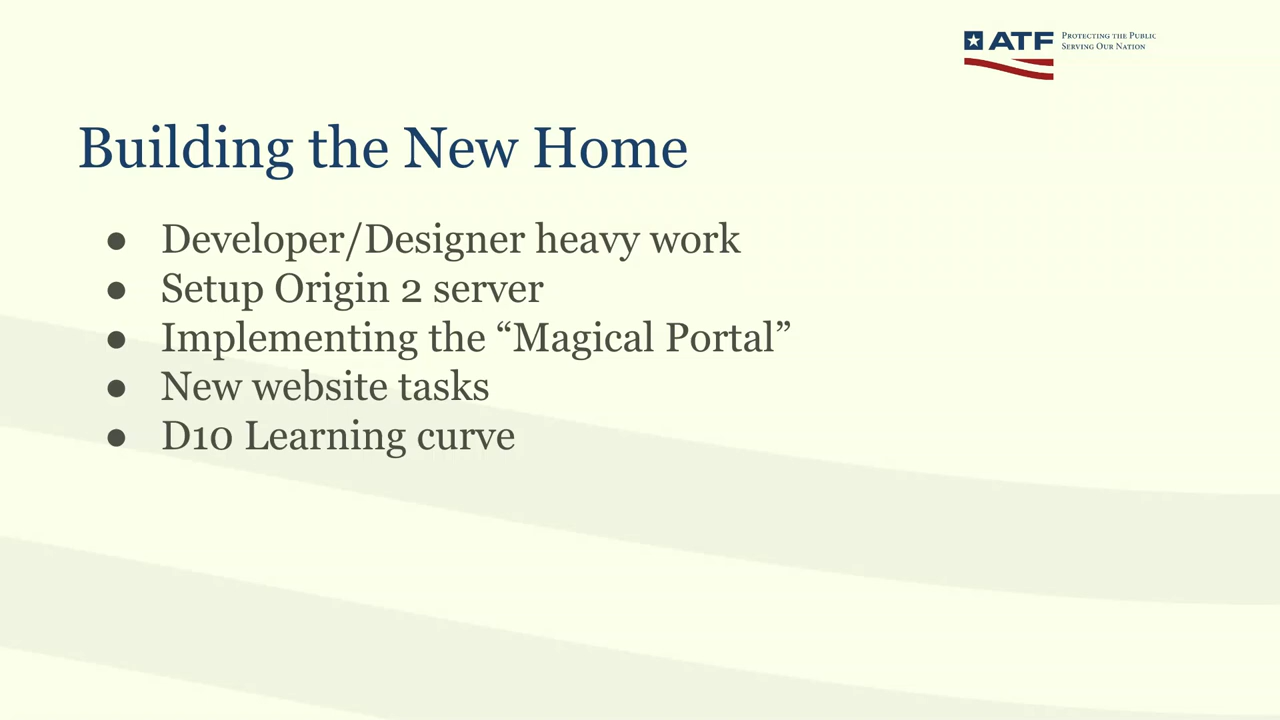 ATF
PROTECTING THE PUBLIC
SERVING OUR NATION
Building the New Home
● Developer/Designer heavy work
● Setup Origin 2 server
● Implementing the “Magical Portal”
● New website tasks
● D10 Learning curve